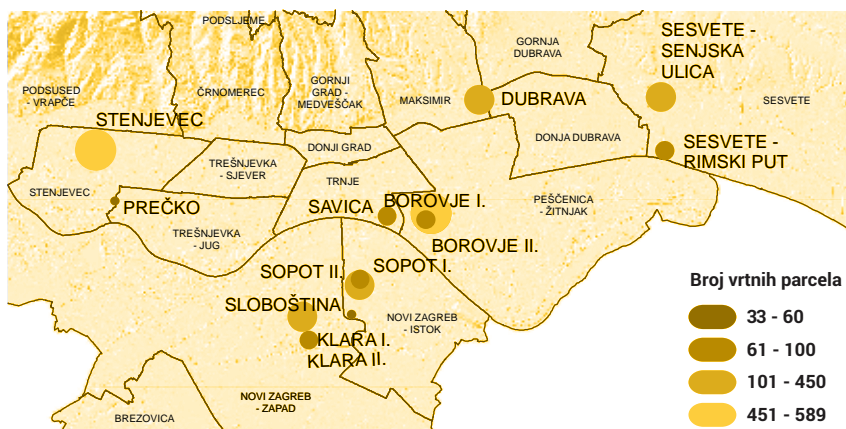 PODSLJEME
SESVETE -
SENJSKA
ULICA
GORNJA
DUBRAVA
GORNJI
GRAD -
MEDVEŠČAK
PODSUSED
- VRAPČE
ČRNOMEREC
MAKSIMIR
DUBRAVA
SESVETE
STENJEVEC
DONJI GRAD
DONJA DUBRAVA
SESVETE -
RIMSKI PUT
TREŠNJEVKA
- SJEVER
TRNJE
STENJEVEC
PREČKO
SAVICA
BOROVJE I.
PEŠČENICA
- ŽITNJAK
TREŠNJEVKA
- JUG
BOROVJE II.
SOPOT II.
SOPOT I.
SLOBOŠTINA
NOVI ZAGREB
- ISTOK
KLARA I.
KLARA II.
NOVI ZAGREB
- ZAPAD
BREZOVICA
Broj vrtnih parcela
33 - 60
61 - 100
101 - 450
451 - 589